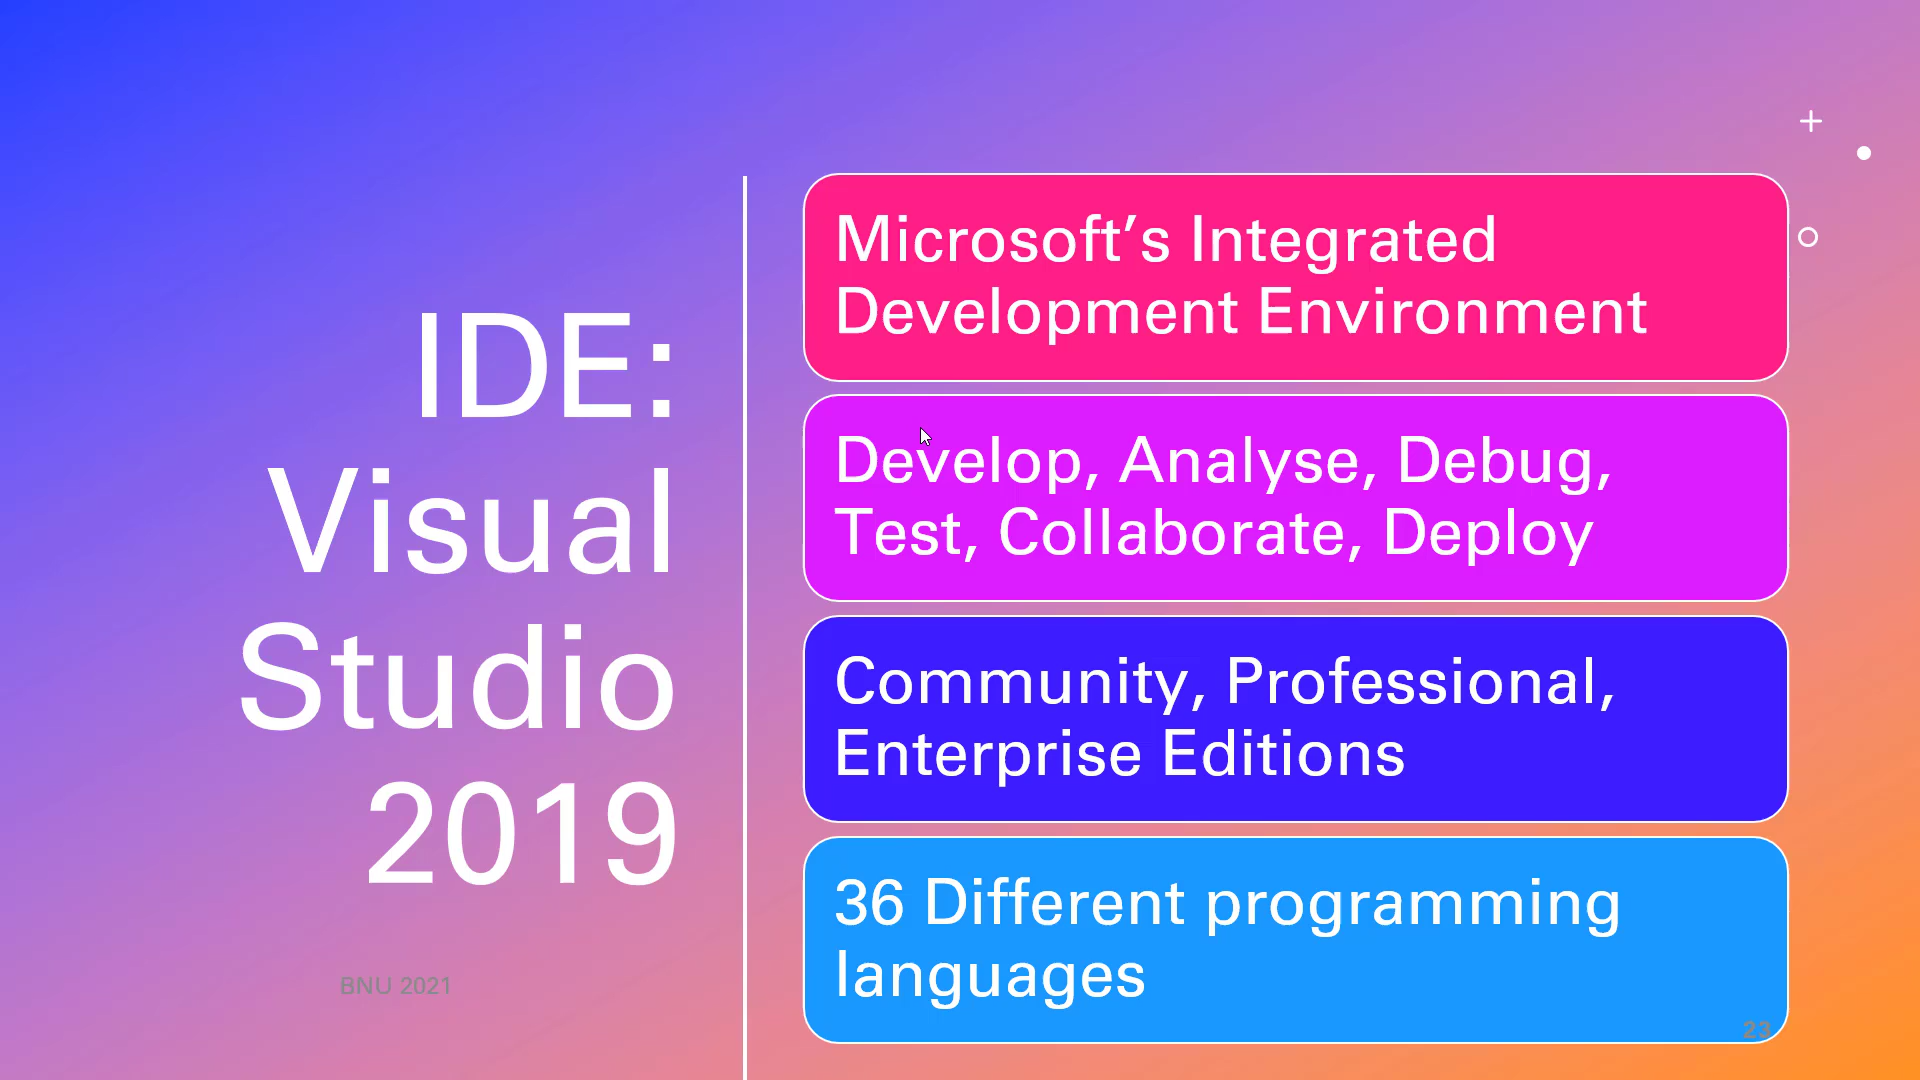 IDE:
Visual
Studio
2019
Microsoft’s Integrated
Development Environment
Develop, Analyse, Debug,
Test, Collaborate, Deploy
Community, Professional,
Enterprise Editions
36 Different programming
languages
BNU 2021
23